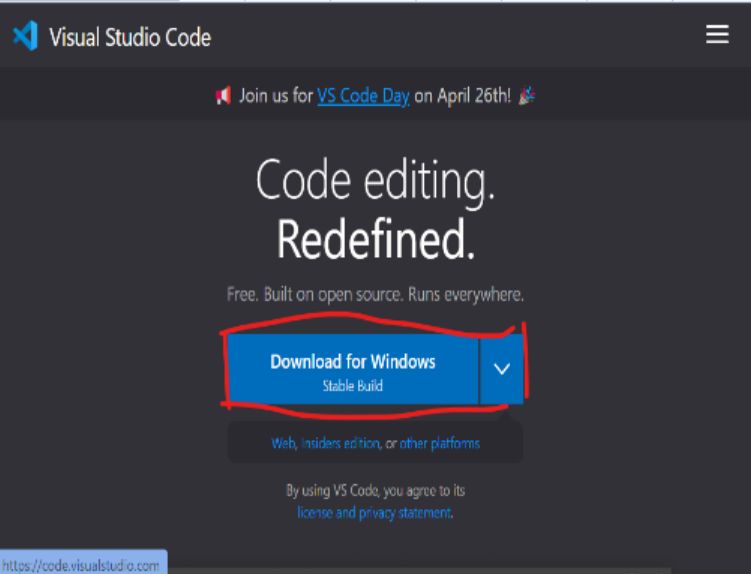 Visual Studio Code
Join us for VS Code Day on April 26th!
Code editing.
Redefined.
Free. Built on open source. Runs everywhere.
Download for Windows
Stable Build
Web, Insiders edition, or other platforms
By using VS Code, you agree to its
license and privacy statement.
https://code.visualstudio.com